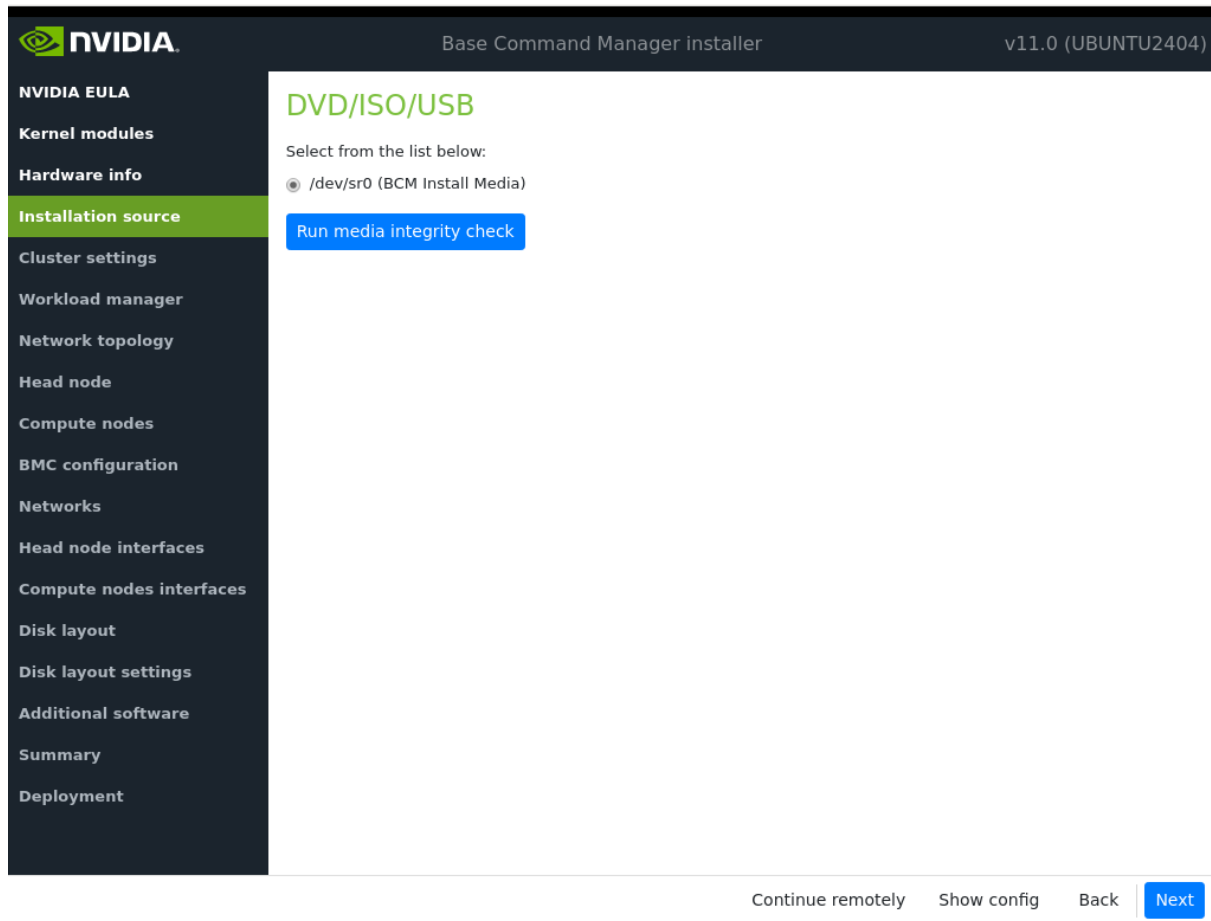 NVIDIA.
Base Command Manager installer
v11.0 (UBUNTU2404)
NVIDIA EULA
Kernel modules
Hardware info
Installation source
Cluster settings
Workload manager
Network topology
Head node
Compute nodes
BMC configuration
Networks
Head node interfaces
Compute nodes interfaces
Disk layout
Disk layout settings
Additional software
Summary
Deployment
DVD/ISO/USB
Select from the list below:
/dev/sr0 (BCM Install Media)
Run media integrity check
Continue remotely
Show config
Back
Next